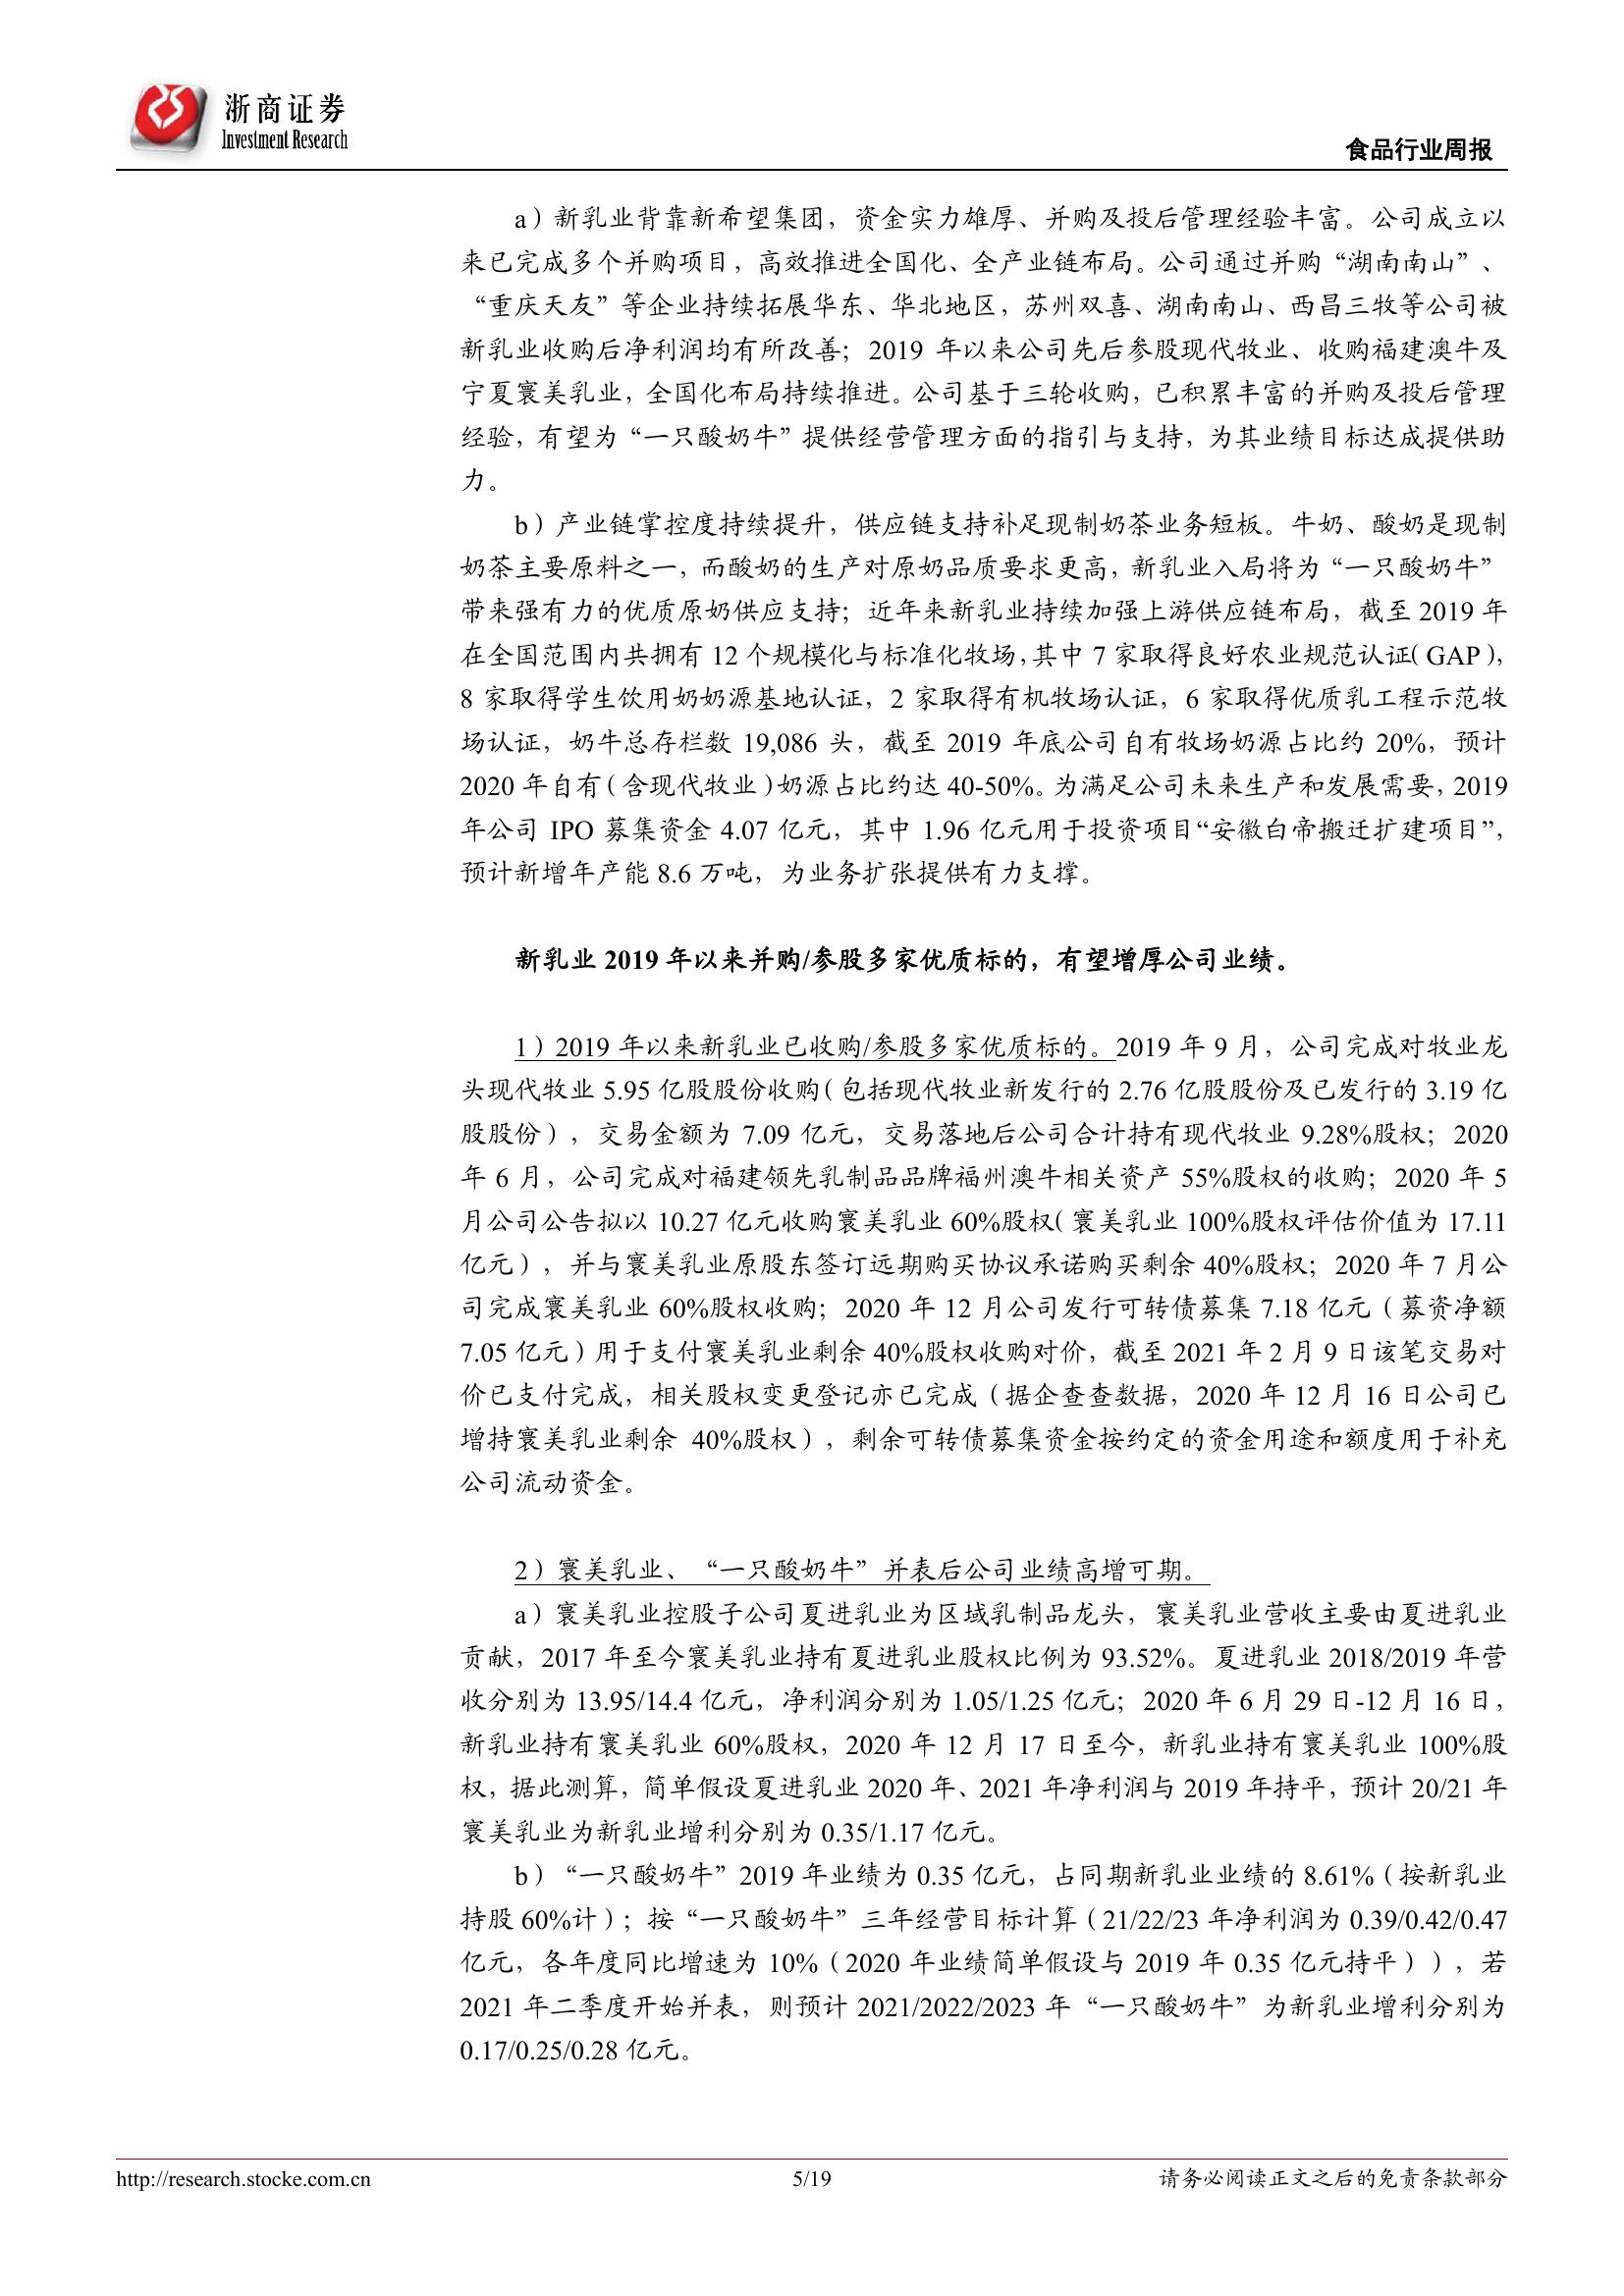 浙商证券
Investment Research
食品行业周报
a）新乳业背靠新希望集团，资金实力雄厚、并购及投后管理经验丰富。公司成立以
来已完成多个并购项目，高效推进全国化、全产业链布局。公司通过并购“湖南南山”、
“重庆天友”等企业持续拓展华东、华北地区，苏州双喜、湖南南山、西昌三牧等公司被
新乳业收购后净利润均有所改善；2019 年以来公司先后参股现代牧业、收购福建澳牛及
宁夏寰美乳业，全国化布局持续推进。公司基于三轮收购，已积累丰富的并购及投后管理
经验，有望为“一只酸奶牛”提供经营管理方面的指引与支持，为其业绩目标达成提供助
力。
b）产业链掌控度持续提升，供应链支持补足现制奶茶业务短板。牛奶、酸奶是现制
奶茶主要原料之一，而酸奶的生产对原奶品质要求更高，新乳业入局将为“一只酸奶牛”
带来强有力的优质原奶供应支持；近年来新乳业持续加强上游供应链布局，截至 2019 年
在全国范围内共拥有 12 个规模化与标准化牧场，其中 7 家取得良好农业规范认证（GAP），
8 家取得学生饮用奶奶源基地认证，2 家取得有机牧场认证，6 家取得优质乳工程示范牧
场认证，奶牛总存栏数 19,086 头，截至 2019 年底公司自有牧场奶源占比约 20%，预计
2020 年自有（含现代牧业）奶源占比约达 40-50%。为满足公司未来生产和发展需要，2019
年公司 IPO 募集资金 4.07 亿元，其中 1.96 亿元用于投资项目“安徽白帝搬迁扩建项目”，
预计新增年产能 8.6 万吨，为业务扩张提供有力支撑。
新乳业 2019 年以来并购/参股多家优质标的，有望增厚公司业绩。
1）2019 年以来新乳业已收购/参股多家优质标的。2019 年 9 月，公司完成对牧业龙
头现代牧业 5.95 亿股股份收购（包括现代牧业新发行的 2.76 亿股股份及已发行的 3.19 亿
股股份），交易金额为 7.09 亿元，交易落地后公司合计持有现代牧业 9.28%股权；2020
年 6 月，公司完成对福建领先乳制品品牌福州澳牛相关资产 55%股权的收购；2020 年 5
月公司公告拟以 10.27 亿元收购寰美乳业 60%股权（寰美乳业 100%股权评估价值为 17.11
亿元），并与寰美乳业原股东签订远期购买协议承诺购买剩余 40%股权；2020 年 7 月公
司完成寰美乳业 60%股权收购；2020 年 12 月公司发行可转债募集 7.18 亿元（募资净额
7.05 亿元）用于支付寰美乳业剩余 40%股权收购对价，截至 2021 年 2 月 9 日该笔交易对
价已支付完成，相关股权变更登记亦已完成（据企查查数据，2020 年 12 月 16 日公司已
增持寰美乳业剩余 40%股权），剩余可转债募集资金按约定的资金用途和额度用于补充
公司流动资金。
2）寰美乳业、“一只酸奶牛”并表后公司业绩高增可期。
a）寰美乳业控股子公司夏进乳业为区域乳制品龙头，寰美乳业营收主要由夏进乳业
贡献，2017 年至今寰美乳业持有夏进乳业股权比例为 93.52%。夏进乳业 2018/2019 年营
收分别为 13.95/14.4 亿元，净利润分别为 1.05/1.25 亿元；2020 年 6 月 29 日-12 月 16 日，
新乳业持有寰美乳业 60%股权，2020 年 12 月 17 日至今，新乳业持有寰美乳业 100%股
权，据此测算，简单假设夏进乳业 2020 年、2021 年净利润与 2019 年持平，预计 20/21 年
寰美乳业为新乳业增利分别为 0.35/1.17 亿元。
b）“一只酸奶牛”2019 年业绩为 0.35 亿元，占同期新乳业业绩的 8.61%（按新乳业
持股 60%计）；按“一只酸奶牛”三年经营目标计算（21/22/23 年净利润为 0.39/0.42/0.47
亿元，各年度同比增速为 10%（2020 年业绩简单假设与 2019 年 0.35 亿元持平）），若
2021 年二季度开始并表，则预计 2021/2022/2023 年“一只酸奶牛”为新乳业增利分别为
0.17/0.25/0.28 亿元。
http://research.stocke.com.cn
5/19
请务必阅读正文之后的免责条款部分